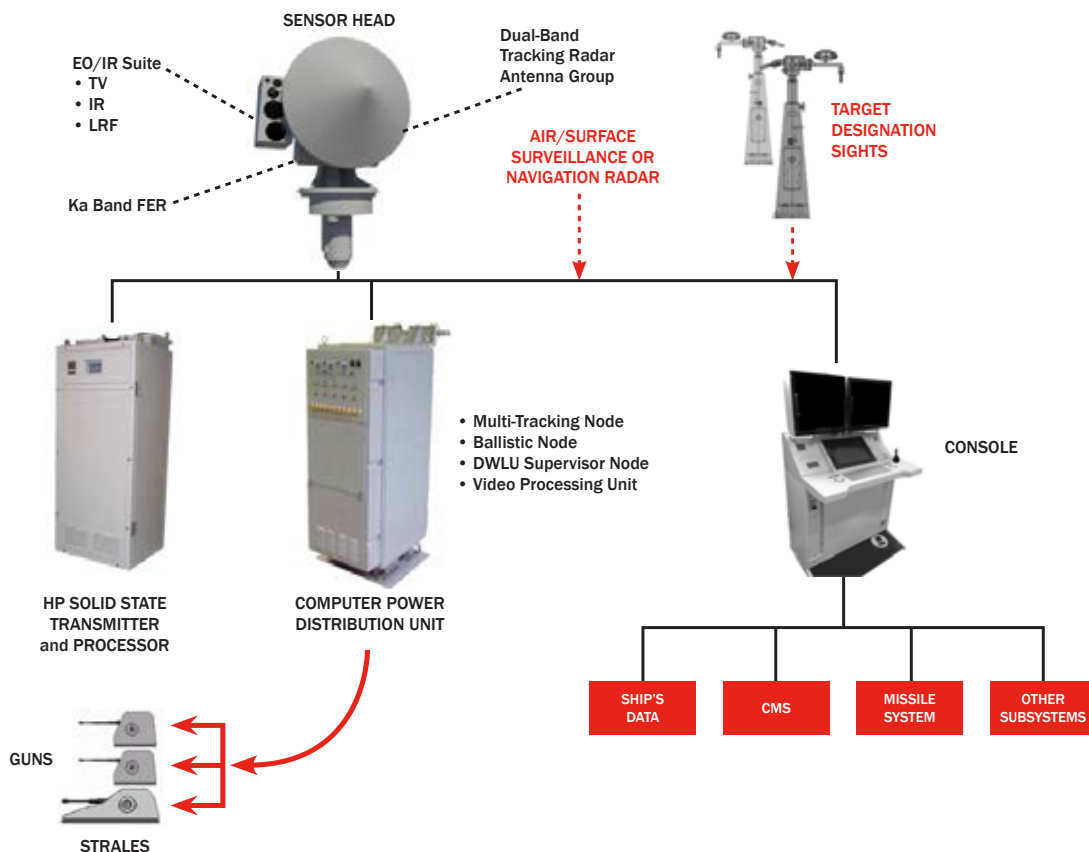 SENSOR HEAD
EO/IR Suite
• TV
• IR
• LRF
Dual-Band
Tracking Radar
Antenna Group
Ka Band FER
AIR/SURFACE
SURVEILLANCE OR
NAVIGATION RADAR
TARGET
DESIGNATION
SIGHTS
• Multi-Tracking Node
• Ballistic Node
• DWLU Supervisor Node
• Video Processing Unit
CONSOLE
HP SOLID STATE
TRANSMITTER
and PROCESSOR
COMPUTER POWER
DISTRIBUTION UNIT
SHIP'S
DATA
CMS
MISSILE
SYSTEM
OTHER
SUBSYSTEMS
GUNS
STRALES